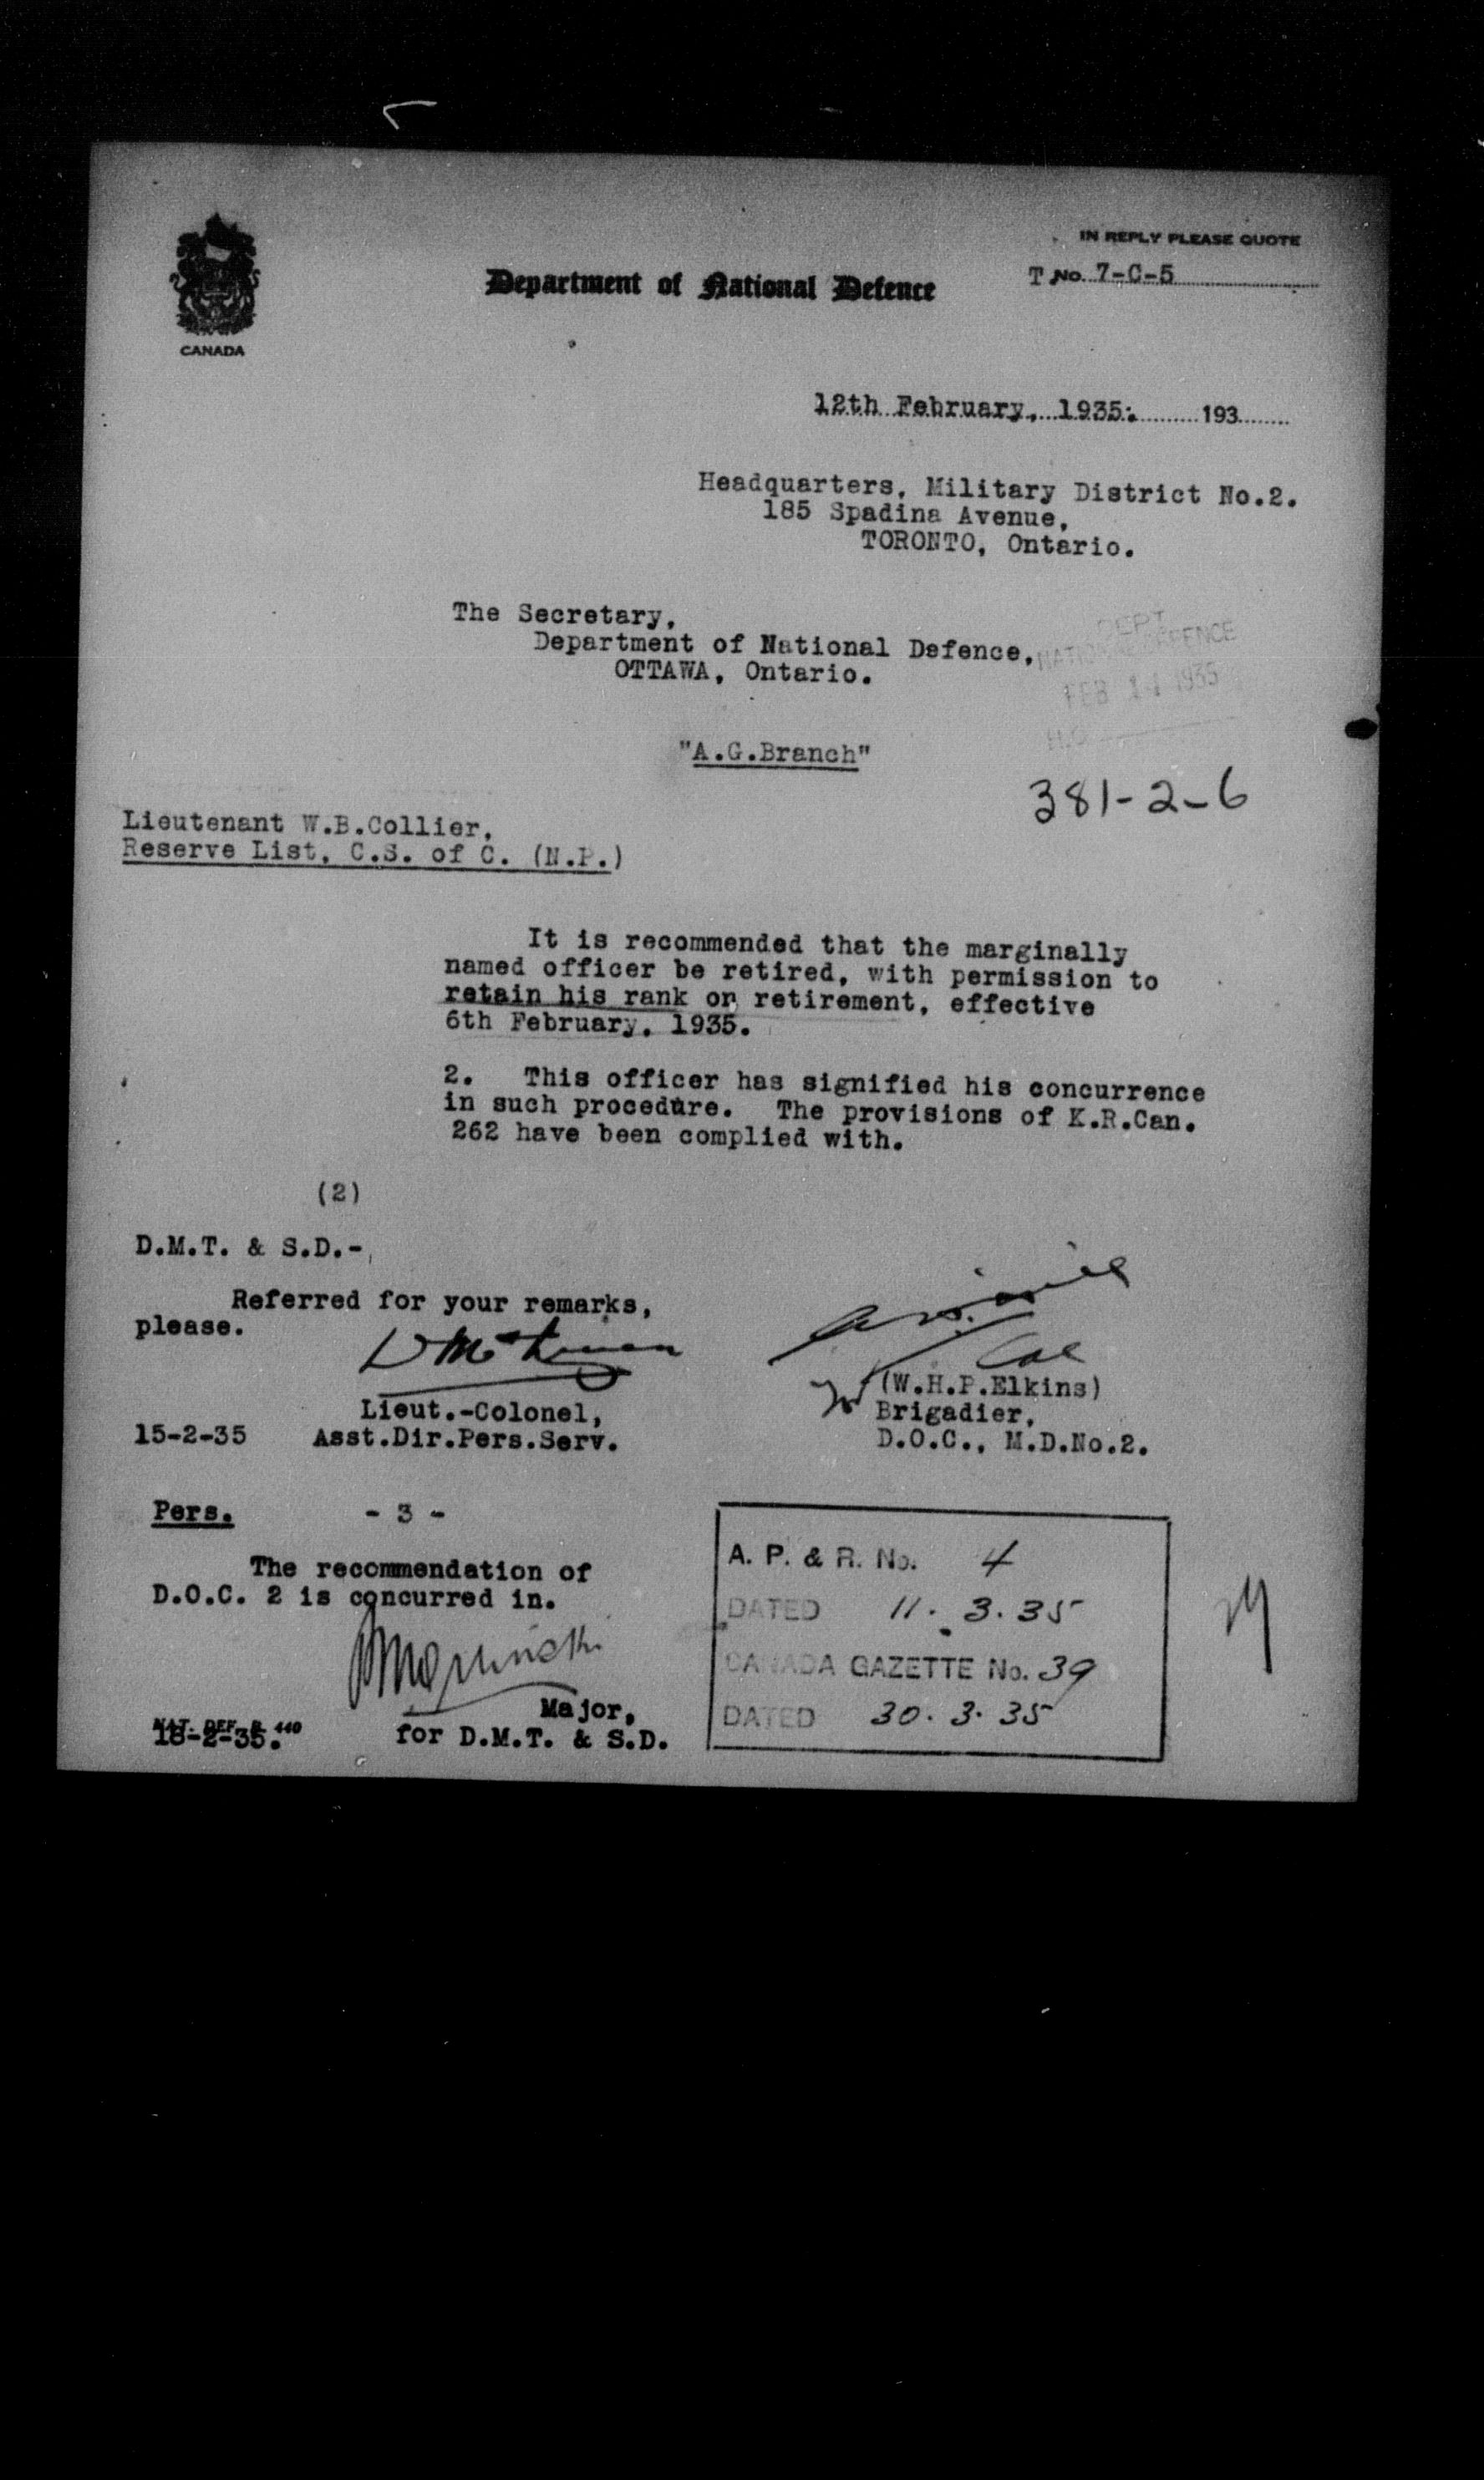 IN REPLY PLEASE QUOTE
T No. 7-C-5
Department of National Defence
CANADA
12th February, 1935. 193
Headquarters, Military District No.2.
185 Spadina Avenue,
TORONTO, Ontario.
The Secretary,
Department of National Defence,
OTTAWA, Ontario.
DEPT
NATIONAL DEFENCE
FEB 14 1935
H.Q
"A.G.Branch"
381-2-6
Lieutenant W.B.Collier,
Reserve List, C.S. of C. (N.P.)
It is recommended that the marginally
named officer be retired, with permission to
retain his rank on retirement, effective
6th February, 1935.
2. This officer has signified his concurrence
in such procedure. The provisions of K.R.Can.
262 have been complied with.
(2)
D.M.T. & S.D.-
Referred for your remarks,
please.
Lieut.-Colonel,
15-2-35 Asst.Dir.Pers.Serv.
Col
(W.H.P.Elkins)
Brigadier,
D.O.C., M.D.No.2.
Pers. - 3 -
The recommendation of
D.O.C. 2 is concurred in.
Major,
for D.M.T. & S.D.
NAT. DEF. B. 440
18-2-35.
A. P. & R. No. 4
DATED 11. 3. 35
CANADA GAZETTE No. 39
DATED 30. 3. 35